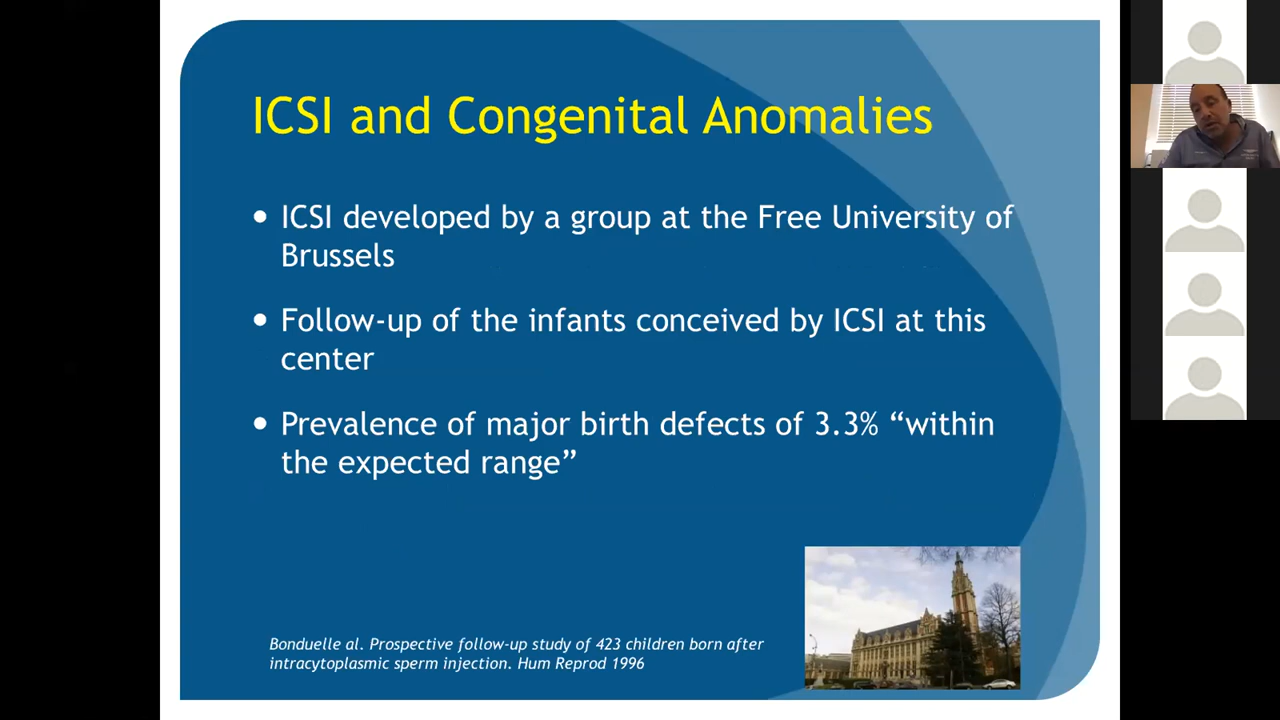 ICSI and Congenital Anomalies
• ICSI developed by a group at the Free University of
Brussels
• Follow-up of the infants conceived by ICSI at this
center
• Prevalence of major birth defects of 3.3% “within
the expected range”
Bonduelle al. Prospective follow-up study of 423 children born after
intracytoplasmic sperm injection. Hum Reprod 1996